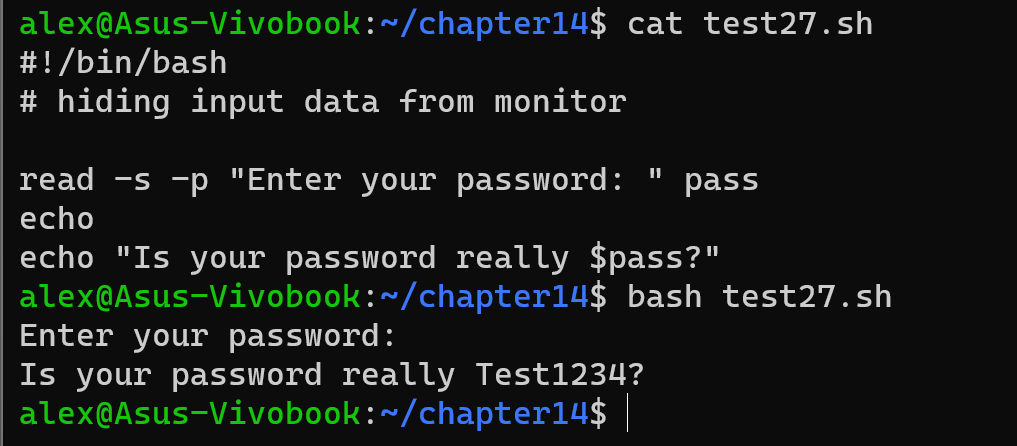 alex@Asus-Vivobook:~/chapter14$ cat test27.sh
#!/bin/bash
# hiding input data from monitor

read -s -p "Enter your password: " pass
echo
echo "Is your password really $pass?"
alex@Asus-Vivobook:~/chapter14$ bash test27.sh
Enter your password:
Is your password really Test1234?
alex@Asus-Vivobook:~/chapter14$